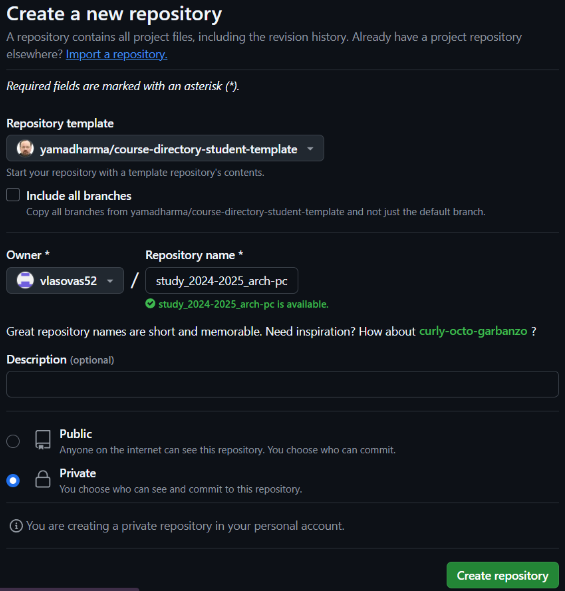 Create a new repository
A repository contains all project files, including the revision history. Already have a project repository
elsewhere? Import a repository.
Required fields are marked with an asterisk (*).
Repository template
yamadharma/course-directory-student-template
Start your repository with a template repository's contents.
Include all branches
Copy all branches from yamadharma/course-directory-student-template and not just the default branch.
Owner * Repository name *
vlasovas52 / study_2024-2025_arch-pc
study_2024-2025_arch-pc is available.
Great repository names are short and memorable. Need inspiration? How about curly-octo-garbanzo ?
Description (optional)
Public
Anyone on the internet can see this repository. You choose who can commit.
Private
You choose who can see and commit to this repository.
You are creating a private repository in your personal account.
Create repository